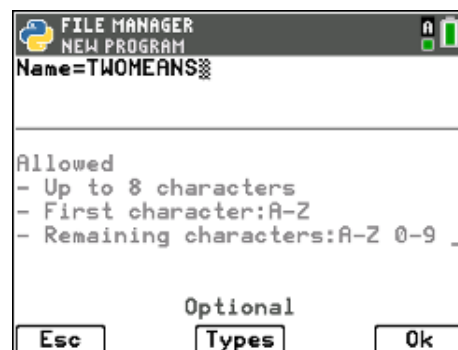 FILE MANAGER A
NEW PROGRAM
Name=TWOMEANS
Allowed
- Up to 8 characters
- First character:A-Z
- Remaining characters:A-Z 0-9 _
Optional
Esc Types Ok